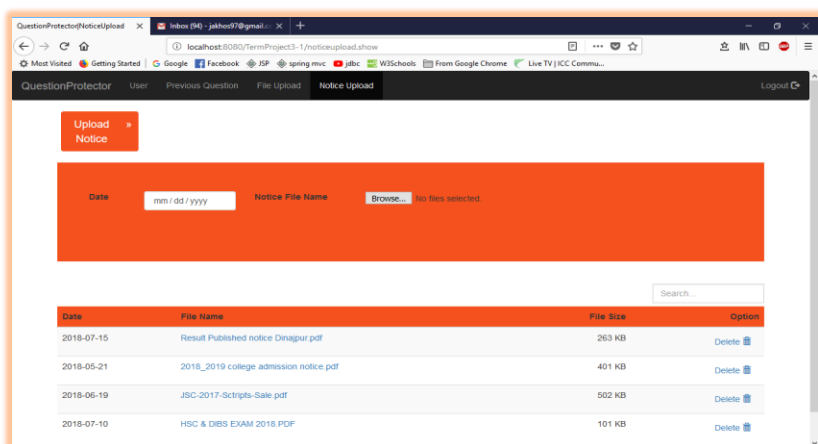 QuestionProtector|NoticeUpload
Inbox (94) - jakhos97@gmail.c
localhost:8080/TermProject3-1/noticeupload.show
Most Visited Getting Started Google Facebook JSP spring mvc jdbc W3Schools From Google Chrome Live TV | ICC Commu...
QuestionProtector User Previous Question File Upload Notice Upload Logout
Upload »
Notice
Date mm / dd / yyyy Notice File Name Browse... No files selected.
Search...
Date File Name File Size Option
2018-07-15 Result Published notice Dinajpur.pdf 263 KB Delete
2018-05-21 2018_2019 college admission notice.pdf 401 KB Delete
2018-06-19 JSC-2017-Sctripts-Sale.pdf 502 KB Delete
2018-07-10 HSC & DIBS EXAM 2018.PDF 101 KB Delete